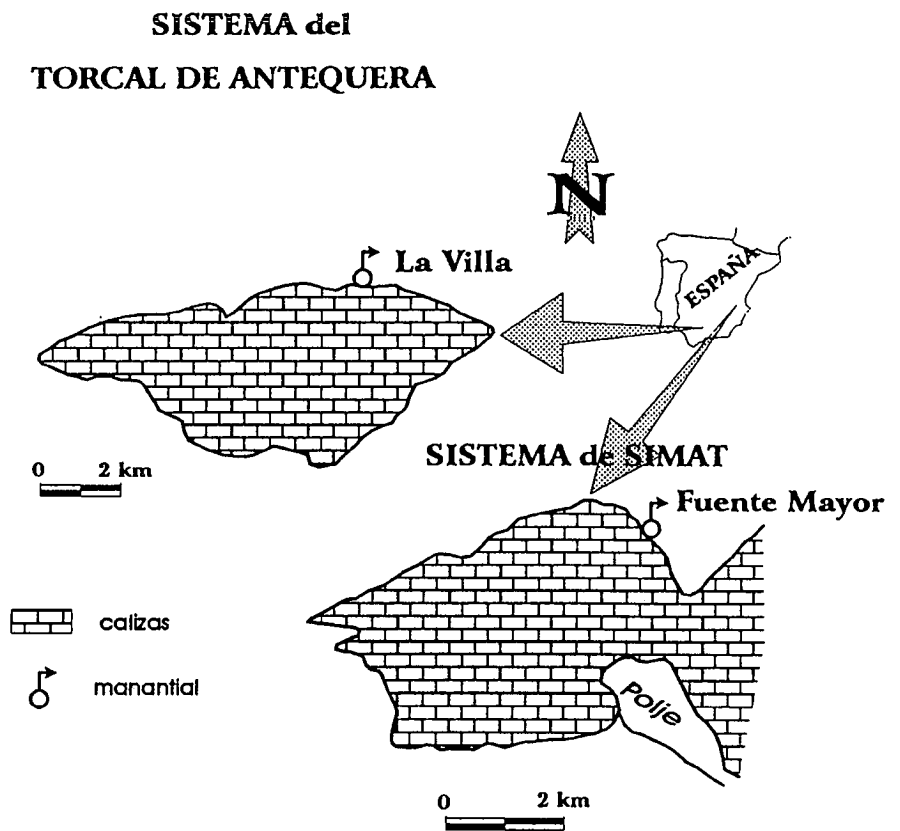 SISTEMA del
TORCAL DE ANTEQUERA
N
ESPAÑA
La Villa
0 2 km
SISTEMA de SIMAT
Fuente Mayor
calizas
manantial
Polje
0 2 km